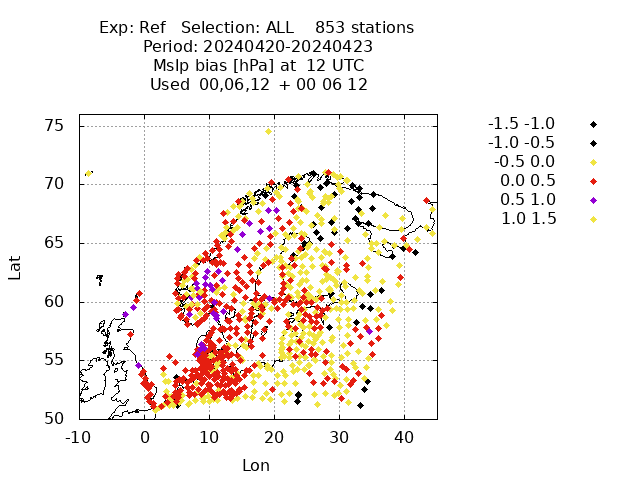 Exp: Ref   Selection: ALL    853 stations
Period: 20240420-20240423
Mslp bias [hPa] at  12 UTC
Used 00,06,12  + 00 06 12
-1.5 -1.0
-1.0 -0.5
-0.5 0.0
0.0 0.5
0.5 1.0
1.0 1.5
75
70
65
60
55
50
Lat
-10 0 10 20 30 40
Lon